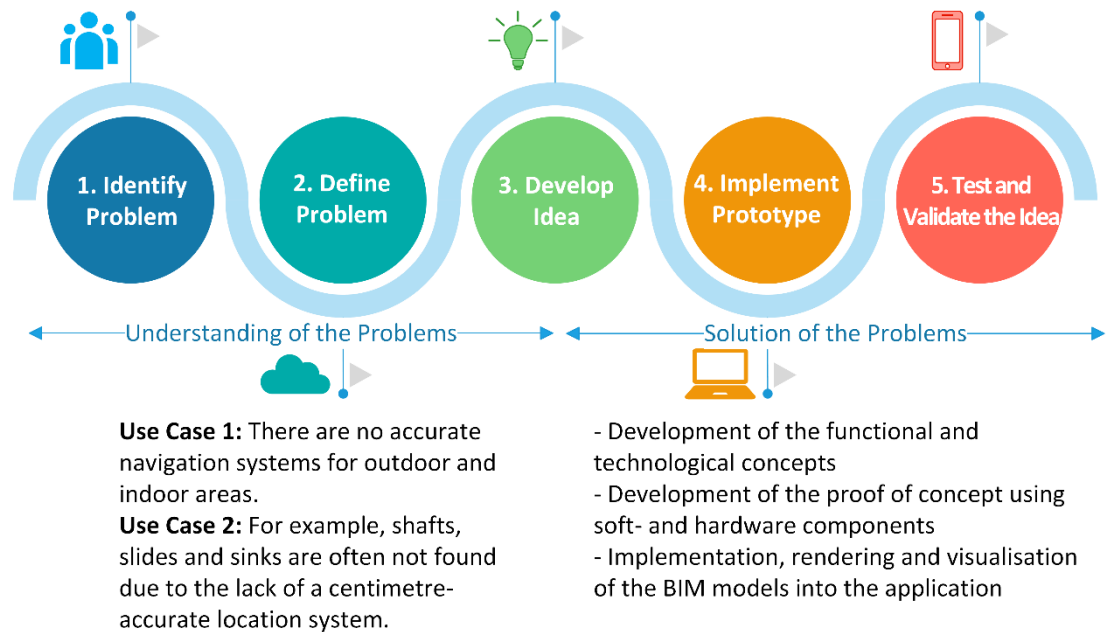 1. Identify
Problem
2. Define
Problem
3. Develop
Idea
4. Implement
Prototype
5. Test and
Validate the Idea
Understanding of the Problems
Solution of the Problems
Use Case 1: There are no accurate
navigation systems for outdoor and
indoor areas.
Use Case 2: For example, shafts,
slides and sinks are often not found
due to the lack of a centimetre-
accurate location system.
- Development of the functional and
technological concepts
- Development of the proof of concept using
soft- and hardware components
- Implementation, rendering and visualisation
of the BIM models into the application